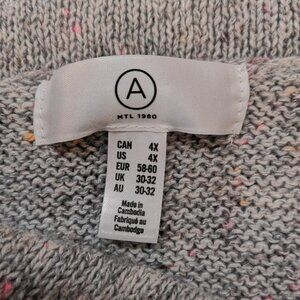 A
MTL 1980
CAN 4X
US 4X
EUR 58-60
UK 30-32
AU 30-32
Made in
Cambodia
Fabriqué au
Cambodge